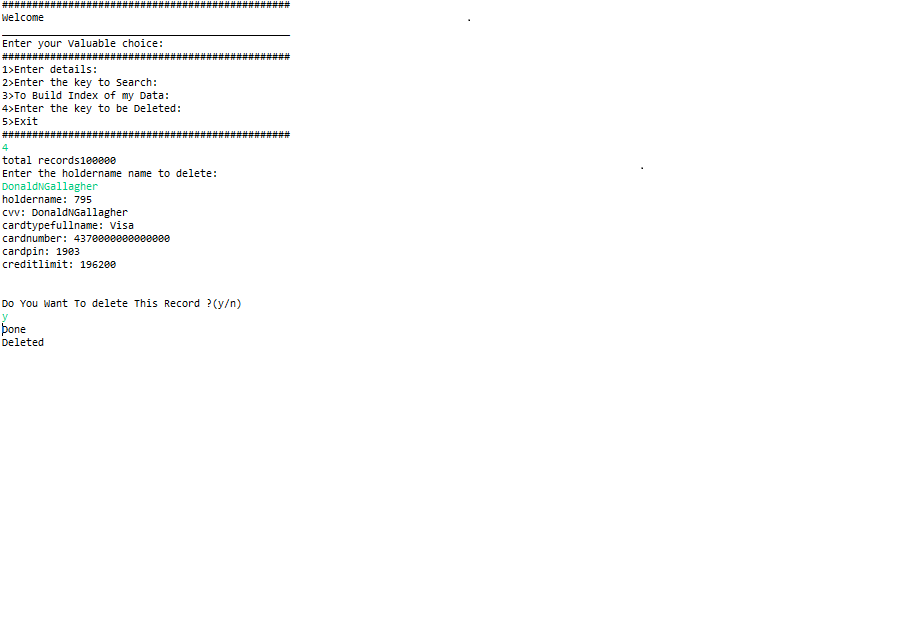 ################################################
Welcome
________________________________________________
Enter your Valuable choice:
################################################
1>Enter details:
2>Enter the key to Search:
3>To Build Index of my Data:
4>Enter the key to be Deleted:
5>Exit
################################################
4
total records100000
Enter the holdername name to delete:
DonaldNGallagher
holdername: 795
cvv: DonaldNGallagher
cardtypefullname: Visa
cardnumber: 4370000000000000
cardpin: 1903
creditlimit: 196200
Do You Want To delete This Record ?(y/n)
y
Done
Deleted